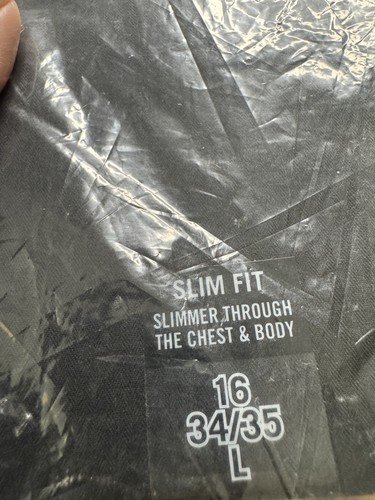 SLIM FIT
SLIMMER THROUGH
THE CHEST & BODY
16
34/35
L